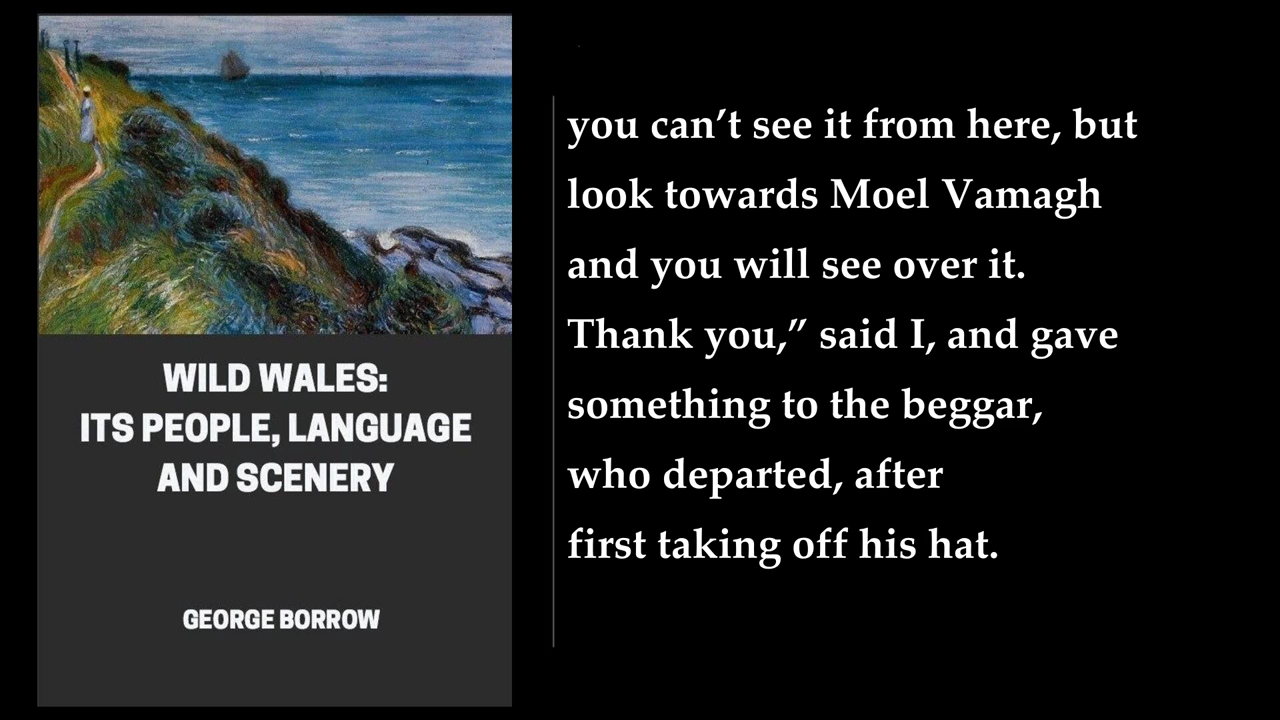 WILD WALES:
ITS PEOPLE, LANGUAGE
AND SCENERY
GEORGE BORROW
you can’t see it from here, but
look towards Moel Vamagh
and you will see over it.
Thank you,” said I, and gave
something to the beggar,
who departed, after
first taking off his hat.